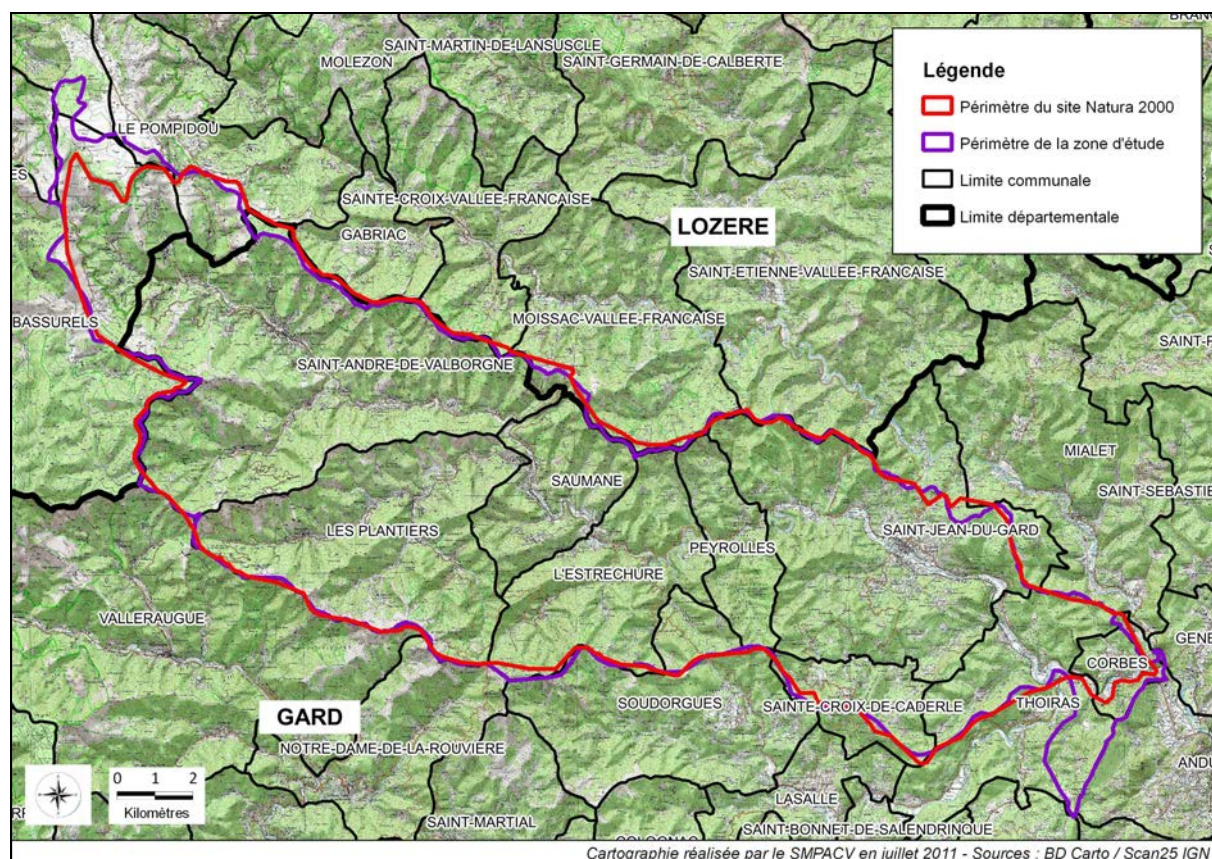 SAINT-MARTIN-DE-LANSUSCLE
MOLEZON
SAINT-GERMAIN-DE-CALBERTE
Légende
Périmètre du site Natura 2000
Périmètre de la zone d'étude
Limite communale
Limite départementale
LE POMPIDOU
SAINTE-CROIX-VALLEE-FRANCAISE
GABRIAC
LOZERE
SAINT-ETIENNE-VALLEE-FRANCAISE
BASSURELS
MOISSAC-VALLEE-FRANCAISE
SAINT-ANDRE-DE-VALBORGNE
MIALET
SAUMANE
SAINT-SEBASTIE
LES PLANTIERS
SAINT-JEAN-DU-GARD
PEYROLLES
L'ESTRECHURE
VALLERAUGUE
GENE
CORBES
SOUDORGUES
SAINTE-CROIX-DE-CADERLE
THOIRAS
GARD
NOTRE-DAME-DE-LA-ROUVIERE
ANDU
0 1 2
Kilomètres
LASALLE
SAINT-MARTIAL
SAINT-BONNET-DE-SALENDRINQUE
Cartographie réalisée par le SMPACV en juillet 2011 - Sources : BD Carto / Scan25 IGN